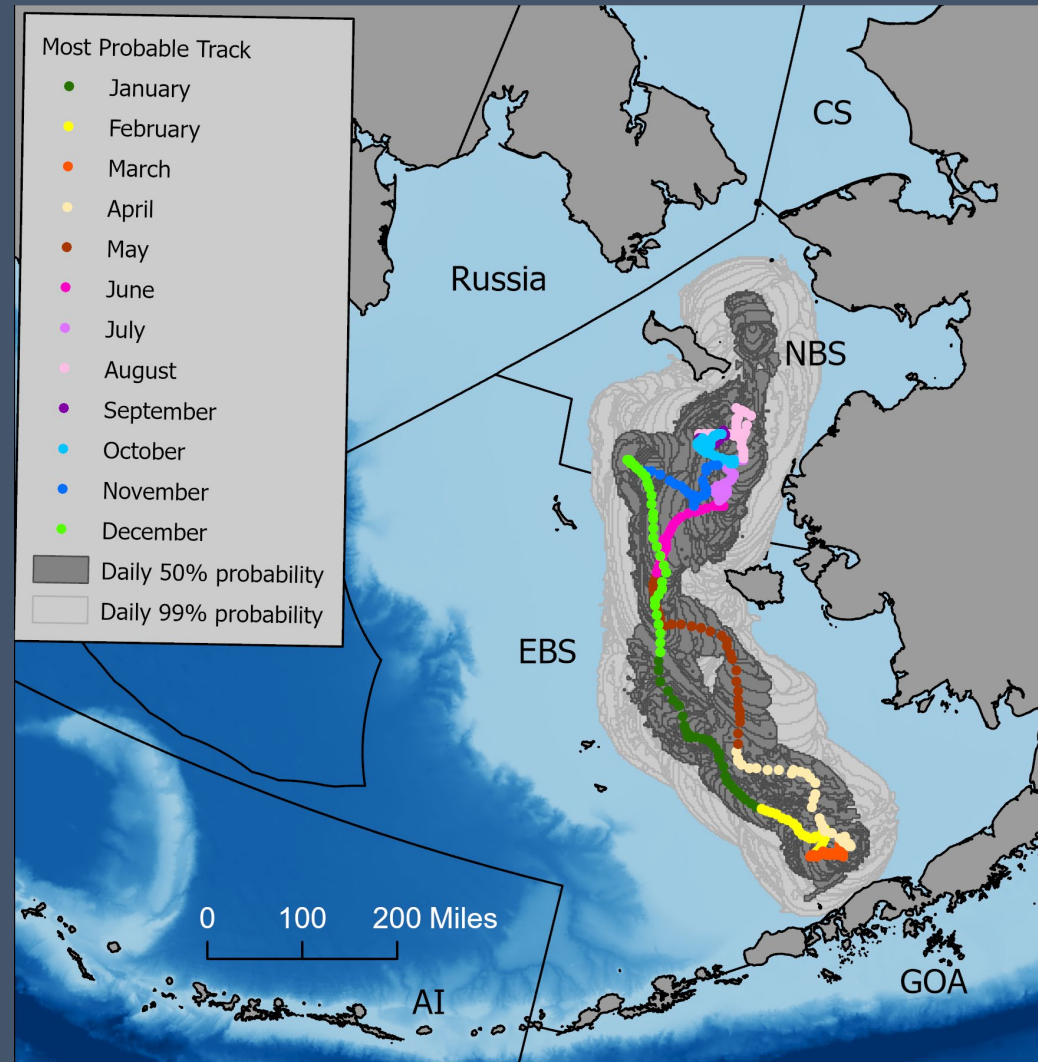 Most Probable Track
January
February
March
April
May
June
July
August
September
October
November
December
Daily 50% probability
Daily 99% probability
CS
Russia
NBS
EBS
0 100 200 Miles
GOA
AI